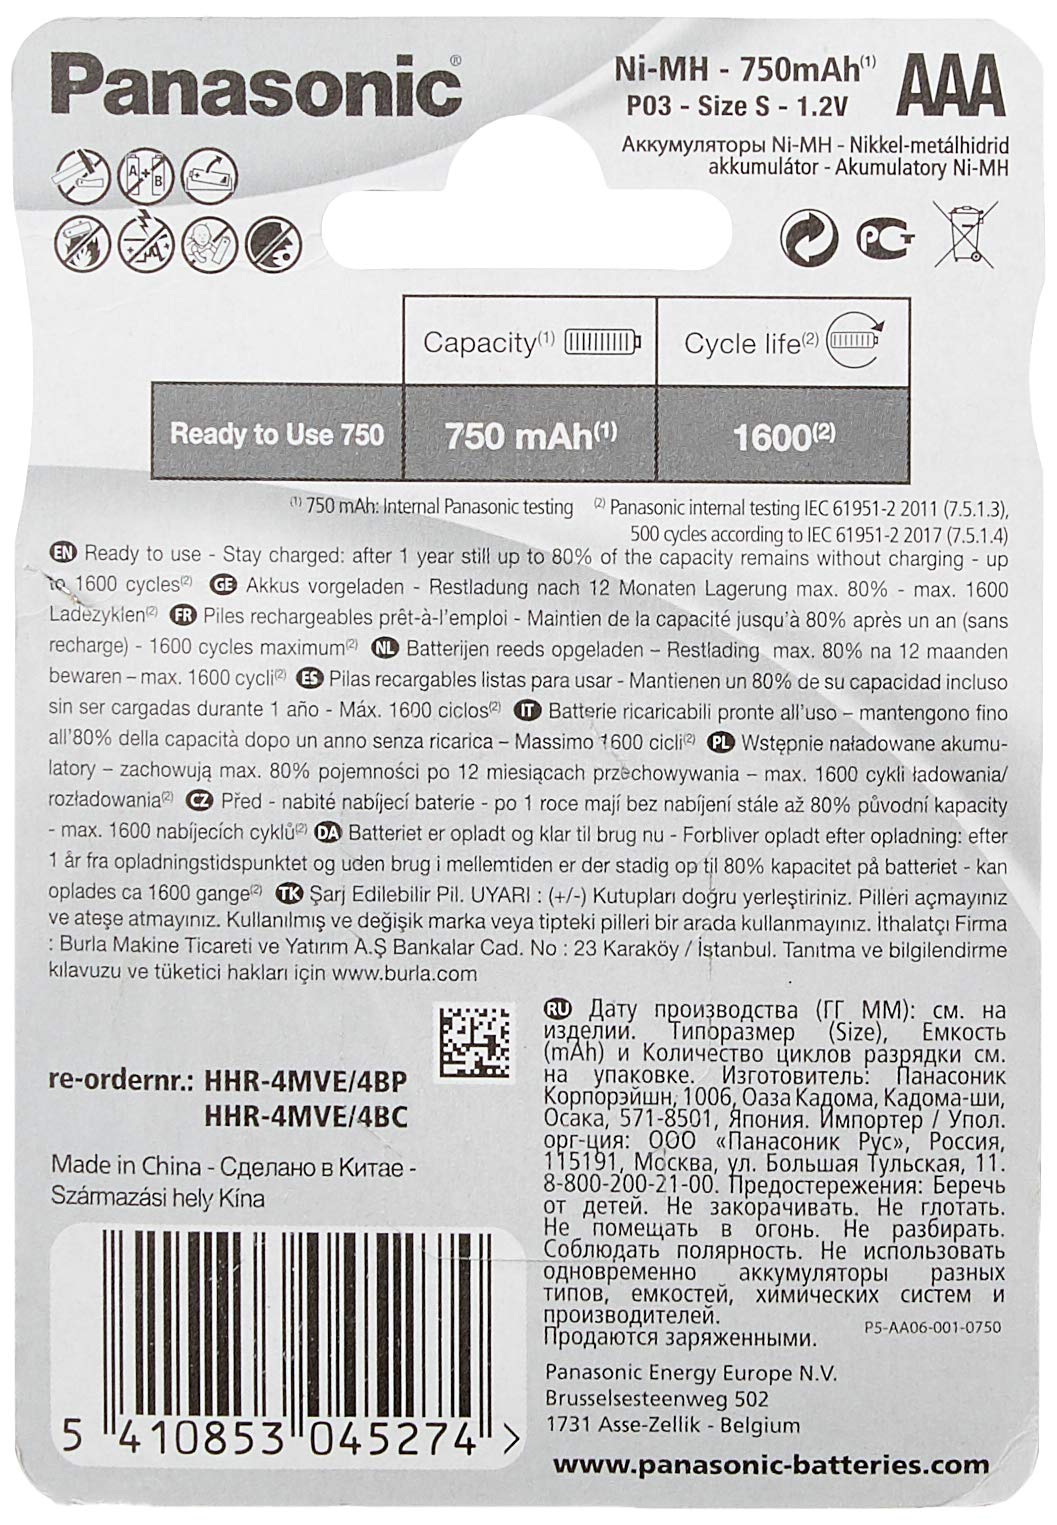 Panasonic®
Ni-MH - 750mAh(1)
P03 - Size S - 1.2V
AAA
Аккумуляторы Ni-MH - Nikkel-metálhidrid
akkumulátor - Akumulatory Ni-MH
A + B
PCT
Capacity(1)
Cycle life(2)
Ready to Use 750
750 mAh(1)
1600(2)
(1) 750 mAh: Internal Panasonic testing (2) Panasonic internal testing IEC 61951-2 2011 (7.5.1.3),
500 cycles according to IEC 61951-2 2017 (7.5.1.4)
EN Ready to use - Stay charged: after 1 year still up to 80% of the capacity remains without charging - up
to 1600 cycles(2) GE Akkus vorgeladen - Restladung nach 12 Monaten Lagerung max. 80% - max. 1600
Ladezyklen(2) FR Piles rechargeables prêt-à-l'emploi - Maintien de la capacité jusqu'à 80% après un an (sans
recharge) - 1600 cycles maximum(2) NL Batterijen reeds opgeladen – Restlading max. 80% na 12 maanden
bewaren – max. 1600 cycli(2) ES Pilas recargables listas para usar - Mantienen un 80% de su capacidad incluso
sin ser cargadas durante 1 año - Máx. 1600 ciclos(2) IT Batterie ricaricabili pronte all'uso – mantengono fino
all'80% della capacità dopo un anno senza ricarica – Massimo 1600 cicli(2) PL Wstępnie naładowane akumu-
latory – zachowują max. 80% pojemności po 12 miesiącach przechowywania – max. 1600 cykli ładowania/
rozładowania(2) CZ Před - nabité nabíjecí baterie - po 1 roce mají bez nabíjení stále až 80% původní kapacity
- max. 1600 nabíjecích cyklů(2) DA Batteriet er opladt og klar til brug nu - Forbliver opladt efter opladning: efter
1 år fra opladningstidspunktet og uden brug i mellemtiden er der stadig op til 80% kapacitet på batteriet - kan
oplades ca 1600 gange(2) TK Şarj Edilebilir Pil. UYARI : (+/-) Kutupları doğru yerleştiriniz. Pilleri açmayınız
ve ateşe atmayınız. Kullanılmış ve değişik marka veya tipteki pilleri bir arada kullanmayınız. İthalatçı Firma
: Burla Makine Ticareti ve Yatırım A.Ş Bankalar Cad. No : 23 Karaköy / İstanbul. Tanıtma ve bilgilendirme
kılavuzu ve tüketici hakları için www.burla.com
RU Дату производства (ГГ ММ): см. на
изделии. Типоразмер (Size), Емкость
(mAh) и Количество циклов разрядки см.
на упаковке. Изготовитель: Панасоник
Корпорэйшн, 1006, Оаза Кадома, Кадома-ши,
Осака, 571-8501, Япония. Импортер / Упол.
орг-ция: ООО «Панасоник Рус», Россия,
115191, Москва, ул. Большая Тульская, 11.
8-800-200-21-00. Предостережения: Беречь
от детей. Не закорачивать. Не глотать.
Не помещать в огонь. Не разбирать.
Соблюдать полярность. Не использовать
одновременно аккумуляторы разных
типов, емкостей, химических систем и
производителей.
Продаются заряженными.
P5-AA06-001-0750
re-ordernr.: HHR-4MVE/4BP
HHR-4MVE/4BC
Made in China - Сделано в Китае -
Származási hely Kína
5 410853 045274 >
Panasonic Energy Europe N.V.
Brusselsesteenweg 502
1731 Asse-Zellik - Belgium
www.panasonic-batteries.com